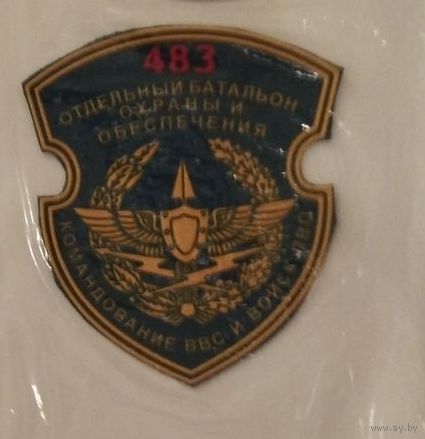 483
ОТДЕЛЬНЫЙ БАТАЛЬОН
ОХРАНЫ И
ОБЕСПЕЧЕНИЯ
КОМАНДОВАНИЕ ВВС И ВОЙСК ПВО
www.ay.by